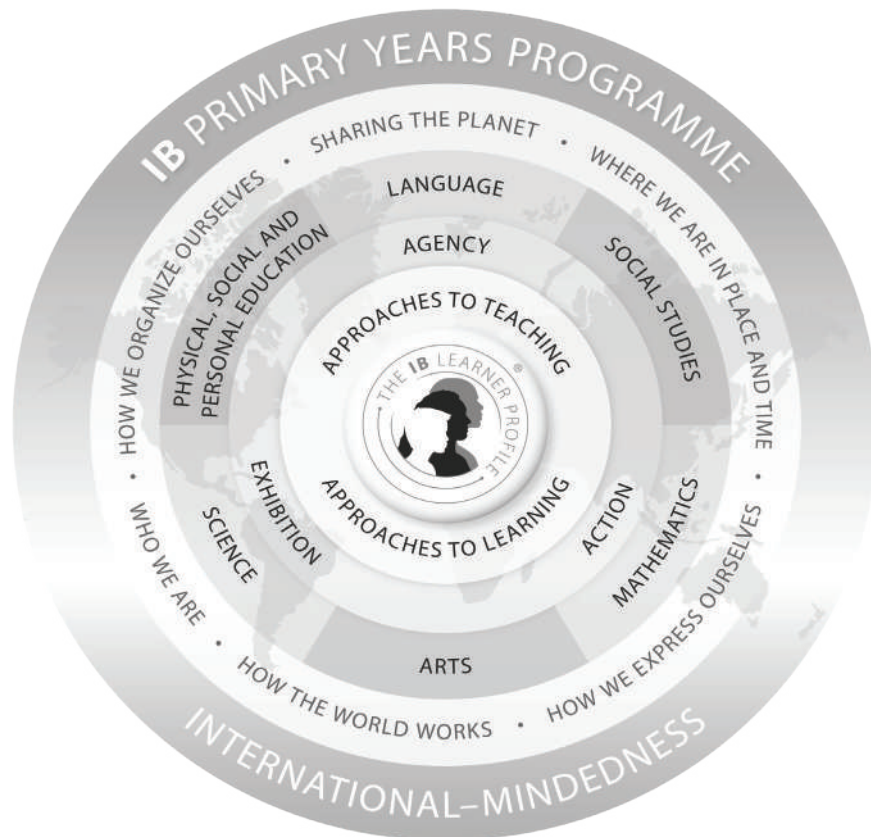 IB PRIMARY YEARS PROGRAMME
SHARING THE PLANET
•
WHERE WE ARE IN PLACE AND TIME
•
HOW WE EXPRESS OURSELVES
•
HOW THE WORLD WORKS
•
WHO WE ARE
•
HOW WE ORGANIZE OURSELVES
•
LANGUAGE
SOCIAL STUDIES
MATHEMATICS
ARTS
SCIENCE
PHYSICAL, SOCIAL AND
PERSONAL EDUCATION
AGENCY
ACTION
EXHIBITION
APPROACHES TO TEACHING
APPROACHES TO LEARNING
THE IB LEARNER PROFILE
®
INTERNATIONAL–MINDEDNESS